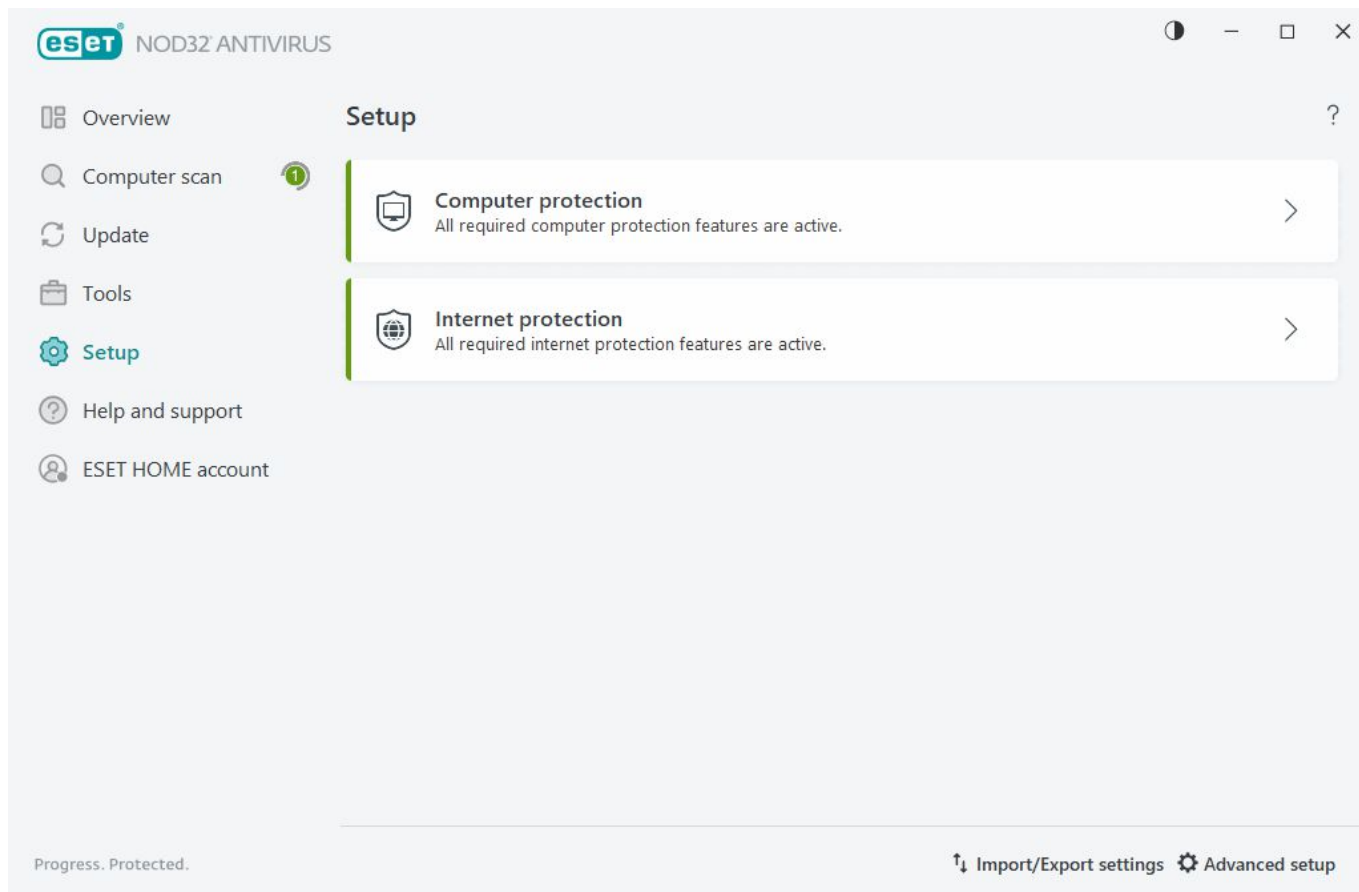 eseT® NOD32® ANTIVIRUS
Overview
Computer scan 1
Update
Tools
Setup
Help and support
ESET HOME account
Setup
?
Computer protection
All required computer protection features are active.
Internet protection
All required internet protection features are active.
Progress. Protected.
Import/Export settings Advanced setup